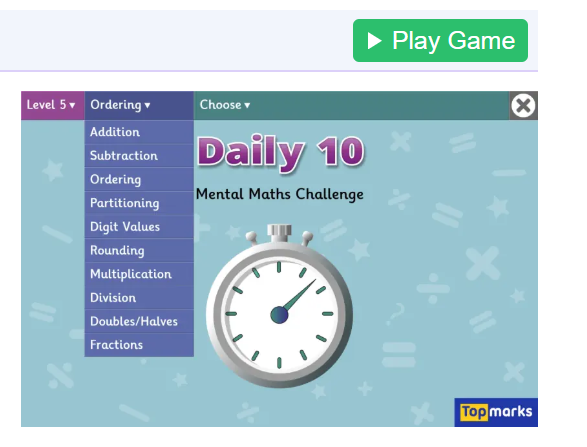 ▶ Play Game
Level 5 ▾ Ordering ▾ Choose ▾
Addition
Subtraction
Ordering
Partitioning
Digit Values
Rounding
Multiplication
Division
Doubles/Halves
Fractions
Daily 10
Mental Maths Challenge
Topmarks